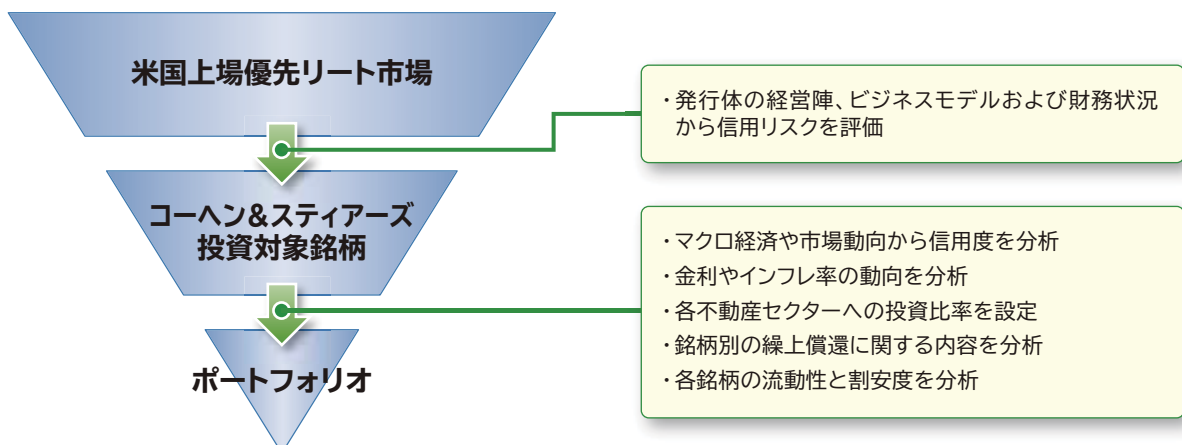 米国上場優先リート市場
・発行体の経営陣、ビジネスモデルおよび財務状況
から信用リスクを評価
コーヘン&スティアーズ
投資対象銘柄
・マクロ経済や市場動向から信用度を分析
・金利やインフレ率の動向を分析
・各不動産セクターへの投資比率を設定
・銘柄別の繰上償還に関する内容を分析
・各銘柄の流動性と割安度を分析
ポートフォリオ